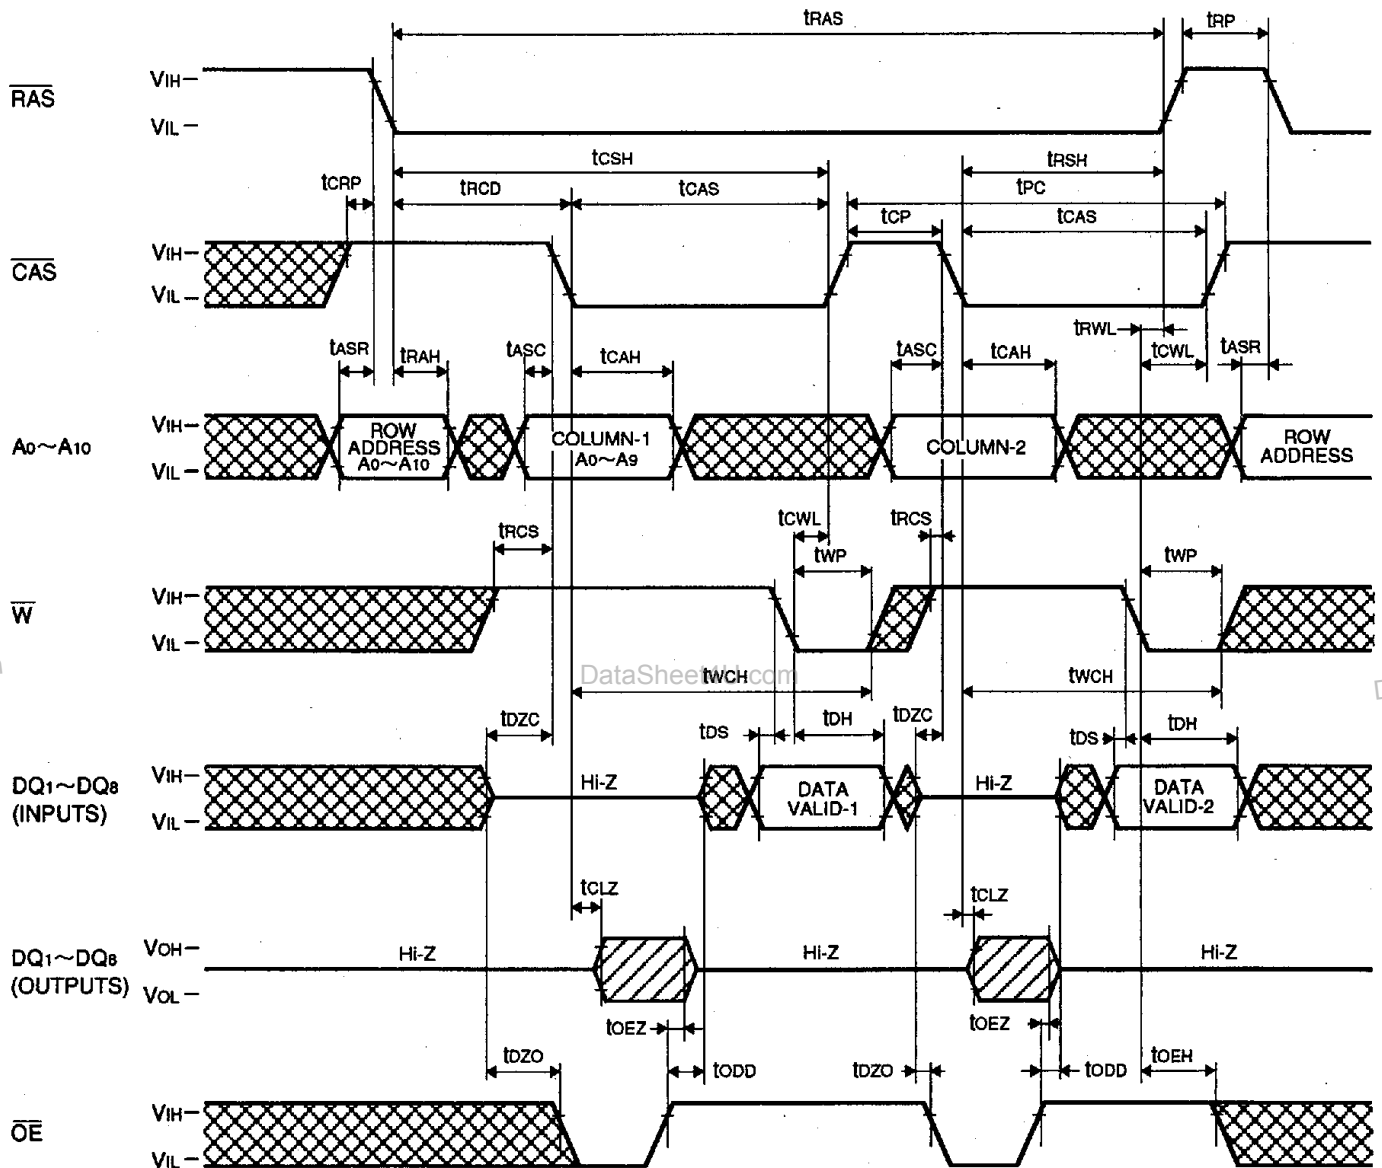 tRAS tRP
RAS VIH
VIL
tCSH tRSH
tCRP tRCD tCAS tPC
tCP tCAS
CAS VIH
VIL
tRWL
tASR tRAH tASC tCAH tASC tCAH tCWL tASR
A0~A10 VIH
VIL
ROW
ADDRESS
A0~A10
COLUMN-1
A0~A9
COLUMN-2
ROW
ADDRESS
tRCS tCWL tRCS
tWP tWP
W VIH
VIL
DataSheet4U.com
tWCH tWCH
tDZC tDS tDH tDZC tDS tDH
DQ1~DQ8
(INPUTS)
VIH
VIL
Hi-Z
DATA
VALID-1
Hi-Z
DATA
VALID-2
tCLZ tCLZ
DQ1~DQ8
(OUTPUTS)
VOH
VOL
Hi-Z Hi-Z Hi-Z
tOEZ tOEZ
tDZO tODD tDZO tODD tOEH
OE VIH
VIL